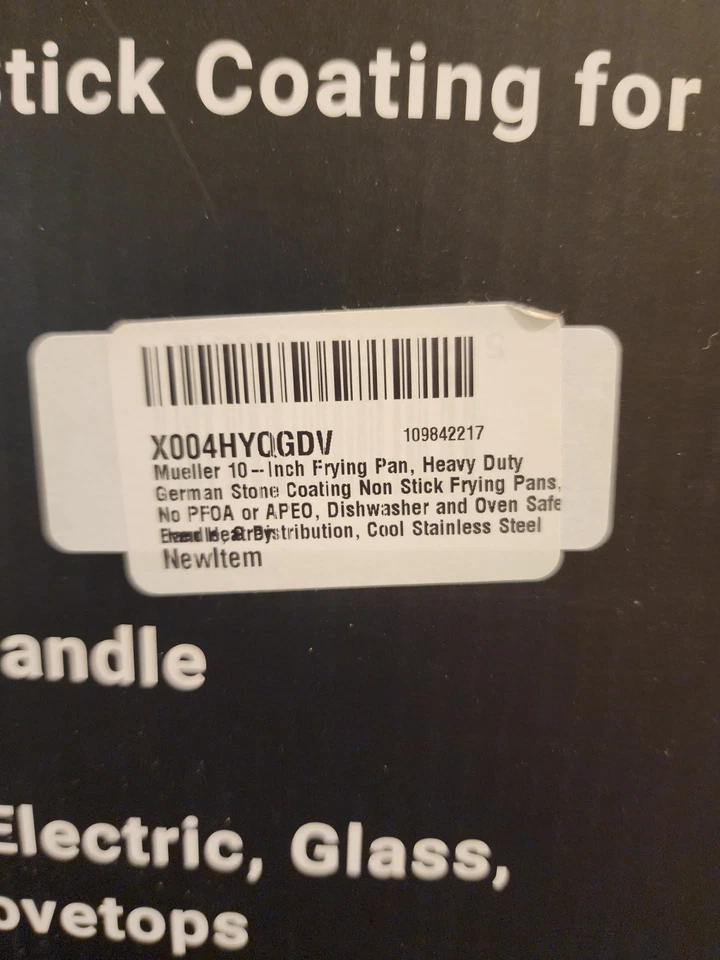 tick Coating for
X004HYQGDV 109842217
Mueller 10--Inch Frying Pan, Heavy Duty
German Stone Coating Non Stick Frying Pans,
No PFOA or APEO, Dishwasher and Oven Safe
Distribution, Cool Stainless Steel
NewItem
andle
Electric, Glass,
ovetops